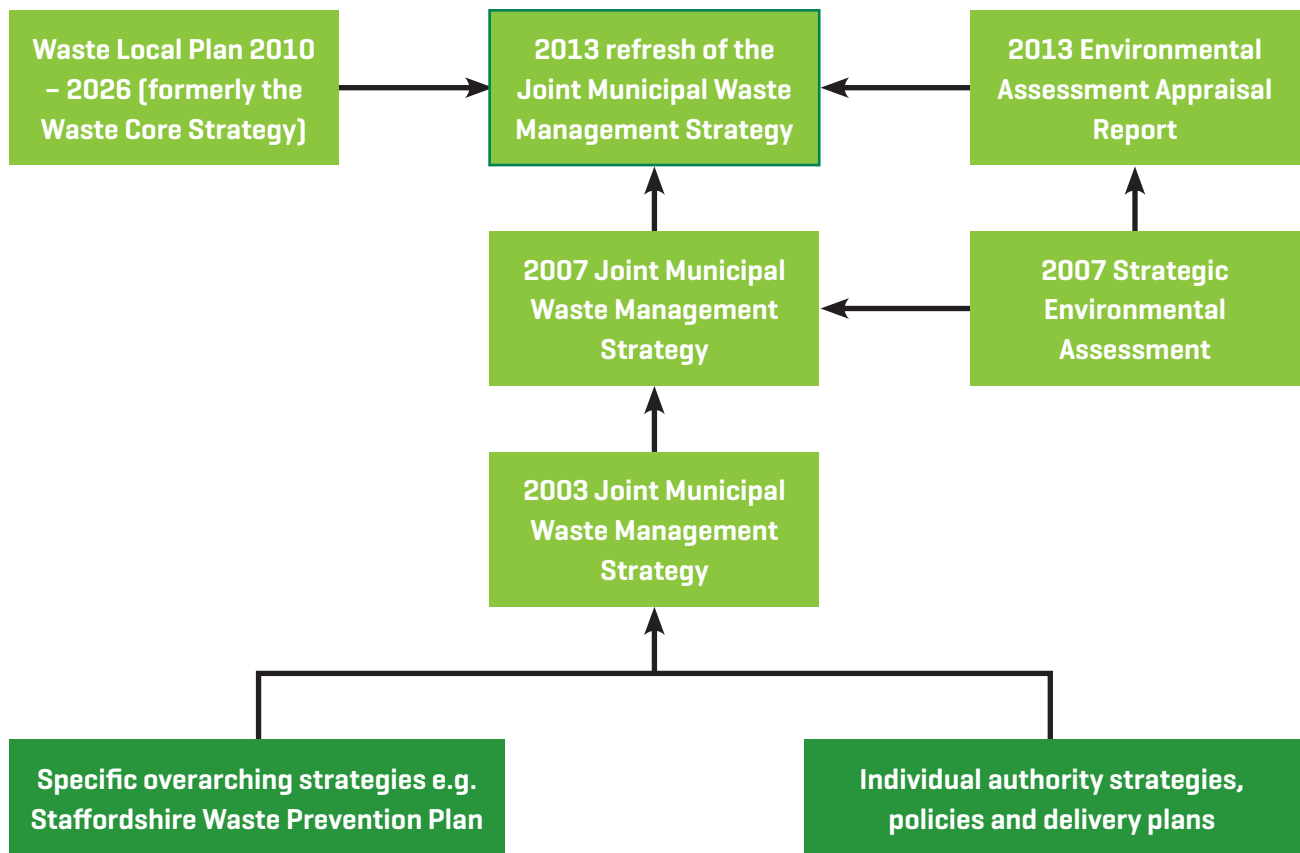 Waste Local Plan 2010
– 2026 (formerly the
Waste Core Strategy)
2013 refresh of the
Joint Municipal Waste
Management Strategy
2013 Environmental
Assessment Appraisal
Report
2007 Joint Municipal
Waste Management
Strategy
2007 Strategic
Environmental
Assessment
2003 Joint Municipal
Waste Management
Strategy
Specific overarching strategies e.g.
Staffordshire Waste Prevention Plan
Individual authority strategies,
policies and delivery plans